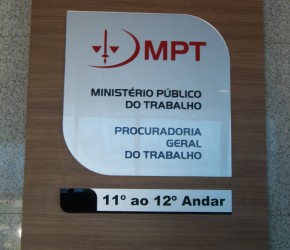 MPT
MINISTÉRIO PÚBLICO
DO TRABALHO
PROCURADORIA
GERAL
DO TRABALHO
11º ao 12º Andar